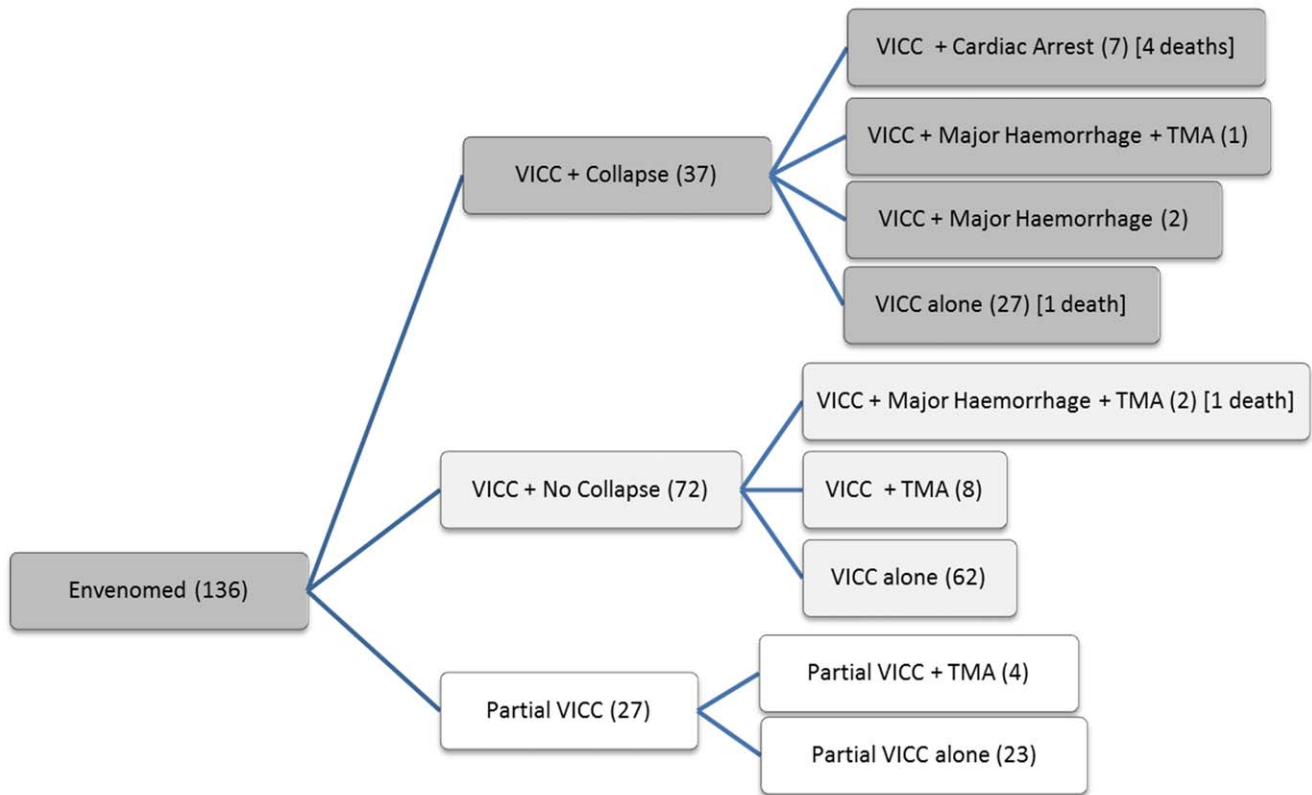 Envenomed (136)
VICC + Collapse (37)
VICC + Cardiac Arrest (7) [4 deaths]
VICC + Major Haemorrhage + TMA (1)
VICC + Major Haemorrhage (2)
VICC alone (27) [1 death]
VICC + No Collapse (72)
VICC + Major Haemorrhage + TMA (2) [1 death]
VICC + TMA (8)
VICC alone (62)
Partial VICC (27)
Partial VICC + TMA (4)
Partial VICC alone (23)